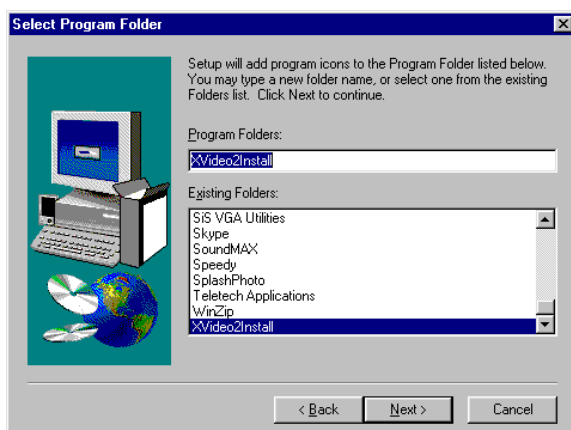 Select Program Folder
Setup will add program icons to the Program Folder listed below.
You may type a new folder name, or select one from the existing
Folders list.  Click Next to continue.
Program Folders:
XVideo2Install
Existing Folders:
SiS VGA Utilities
Skype
SoundMAX
Speedy
SplashPhoto
Teletech Applications
WinZip
XVideo2Install
< Back
Next >
Cancel